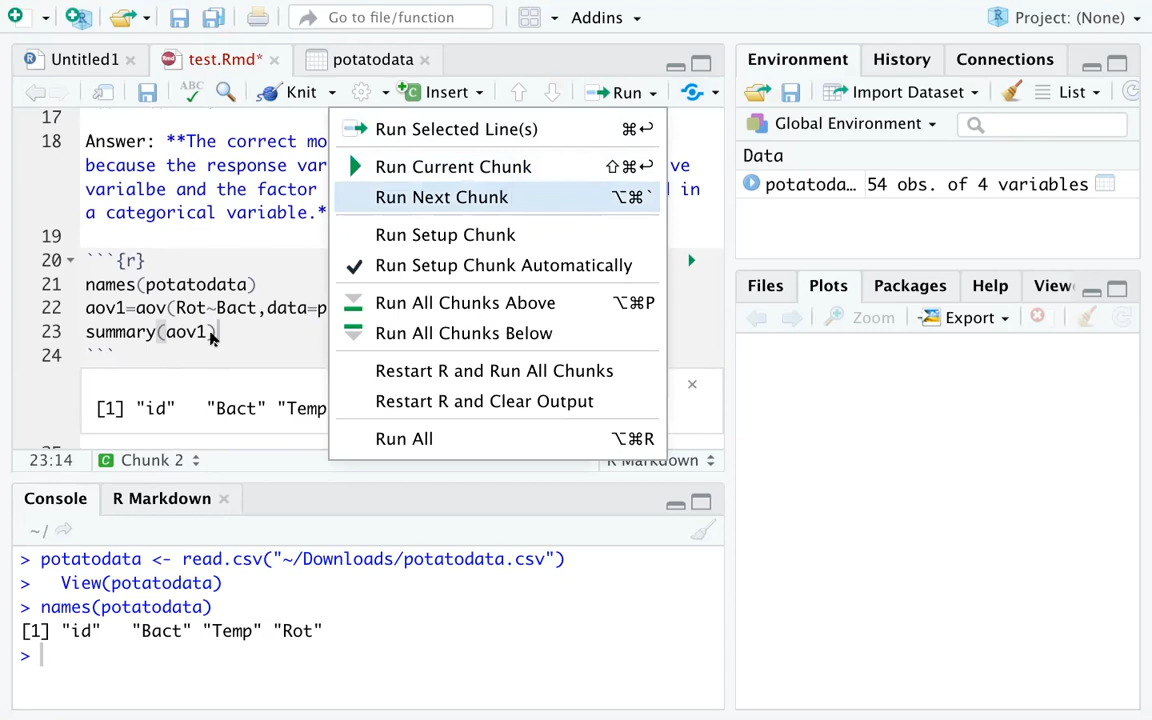 Go to file/function
Addins
Project: (None)
Untitled1
test.Rmd*
potatodata
ABC
Knit
Insert
Run
17
18
Answer: **The correct mo
because the response var
ve
varialbe and the factor
d in
a categorical variable.*
19
20
```{r}
21
names(potatodata)
22
aov1=aov(Rot~Bact,data=p
23
summary(aov1)
24
```
[1] "id"   "Bact" "Temp
23:14
Chunk 2
R Markdown
Run Selected Line(s) ⌘↩
Run Current Chunk ⇧⌘↩
Run Next Chunk ⌥⌘`
Run Setup Chunk
Run Setup Chunk Automatically
Run All Chunks Above ⌥⌘P
Run All Chunks Below
Restart R and Run All Chunks
Restart R and Clear Output
Run All ⌥⌘R
Console
R Markdown
~/
> potatodata <- read.csv("~/Downloads/potatodata.csv")
>   View(potatodata)
> names(potatodata)
[1] "id"   "Bact" "Temp" "Rot"
>
Environment
History
Connections
Import Dataset
List
Global Environment
Data
potatoda…
54 obs. of 4 variables
Files
Plots
Packages
Help
View
Zoom
Export